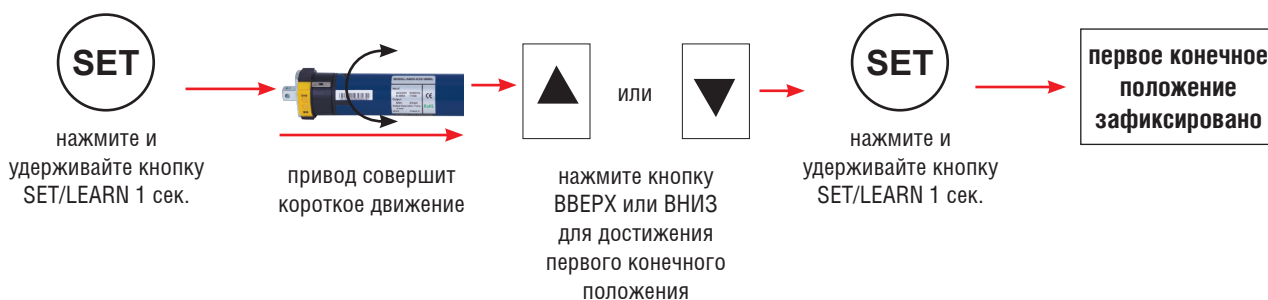 SET
нажмите и
удерживайте кнопку
SET/LEARN 1 сек.
привод совершит
короткое движение
или
нажмите кнопку
ВВЕРХ или ВНИЗ
для достижения
первого конечного
положения
SET
нажмите и
удерживайте кнопку
SET/LEARN 1 сек.
первое конечное
положение
зафиксировано